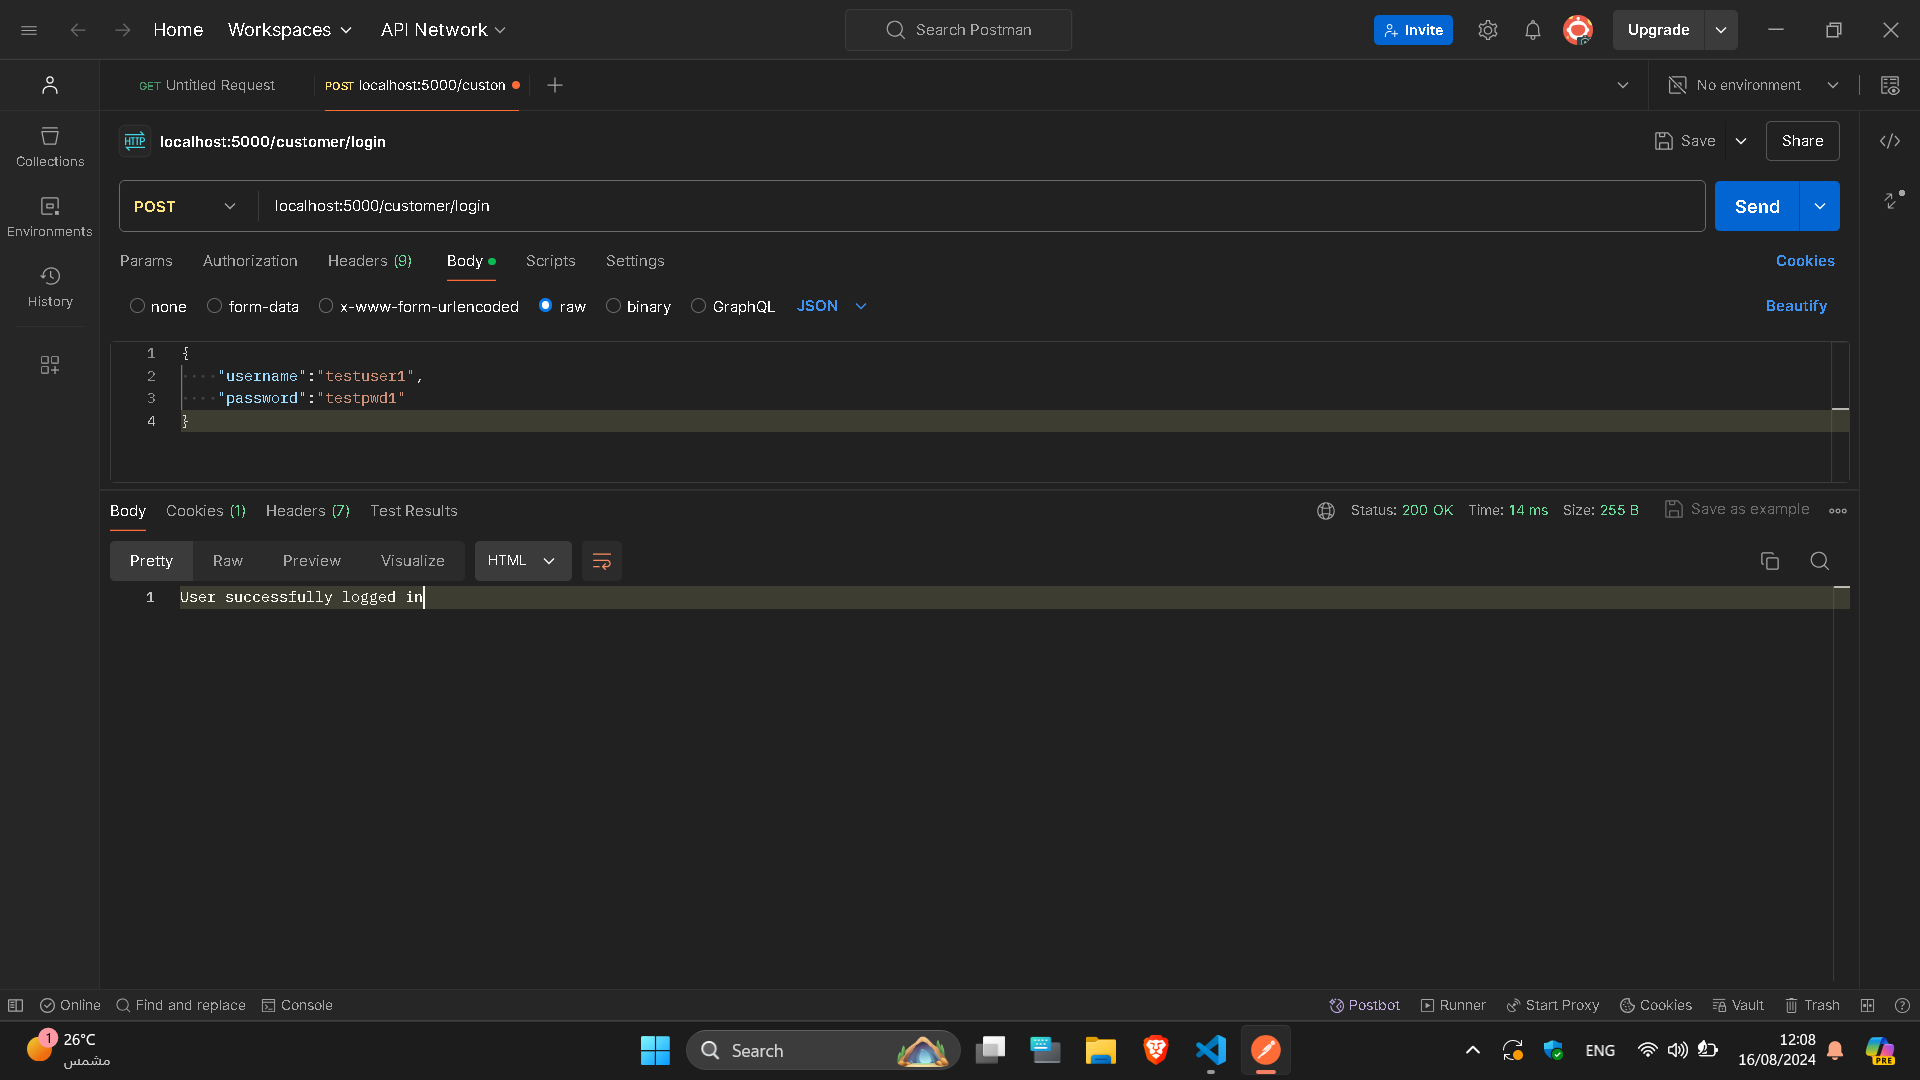 Home Workspaces API Network Search Postman Invite Upgrade
GET Untitled Request POST localhost:5000/custon No environment
HTTP localhost:5000/customer/login Save Share
Collections
POST localhost:5000/customer/login Send
Environments
Params Authorization Headers (9) Body Scripts Settings Cookies
History
none form-data x-www-form-urlencoded raw binary GraphQL JSON Beautify
1 {
2 "username":"testuser1",
3 "password":"testpwd1"
4 }
Body Cookies (1) Headers (7) Test Results Status: 200 OK Time: 14 ms Size: 255 B Save as example
Pretty Raw Preview Visualize HTML
1 User successfully logged in
Online Find and replace Console Postbot Runner Start Proxy Cookies Vault Trash
1 26°C
مشمس
Search
ENG
12:08
16/08/2024
PRE